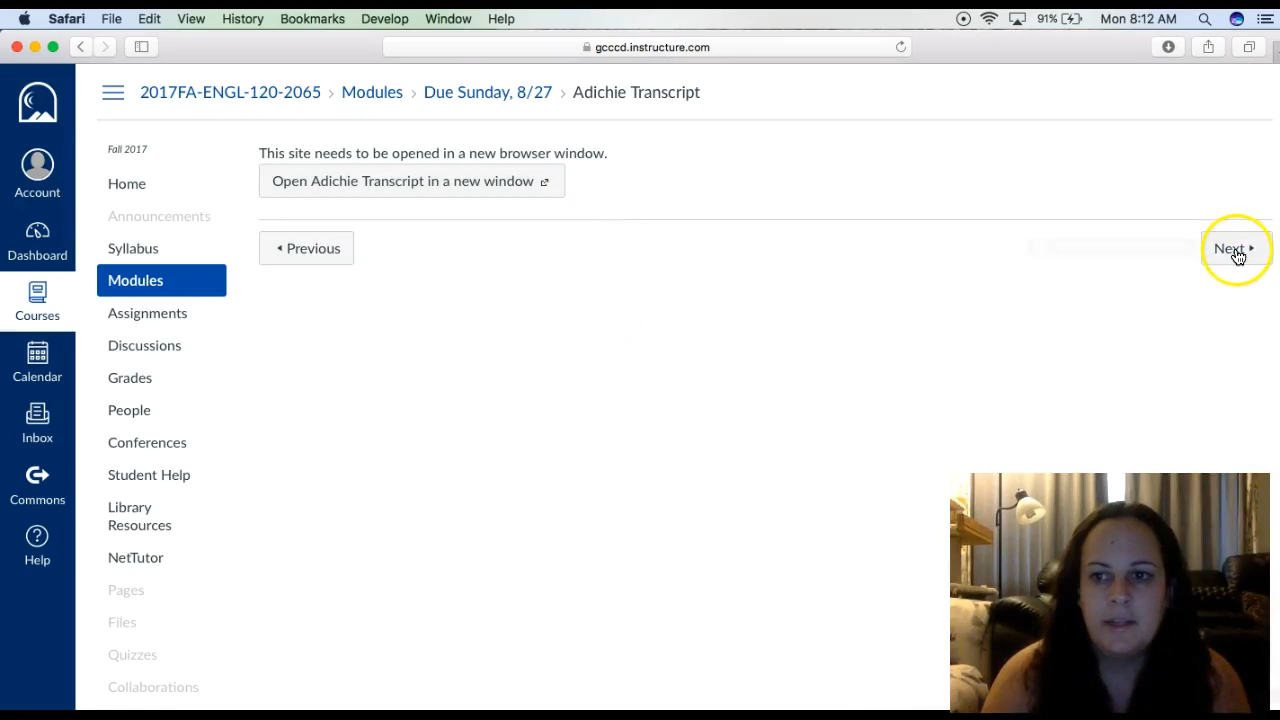 Safari File Edit View History Bookmarks Develop Window Help 91% Mon 8:12 AM
gcccd.instructure.com
2017FA-ENGL-120-2065 › Modules › Due Sunday, 8/27 › Adichie Transcript
Account
Dashboard
Courses
Calendar
Inbox
Commons
Help
Fall 2017
Home
Announcements
Syllabus
Modules
Assignments
Discussions
Grades
People
Conferences
Student Help
Library
Resources
NetTutor
Pages
Files
Quizzes
Collaborations
This site needs to be opened in a new browser window.
Open Adichie Transcript in a new window
Previous
Next